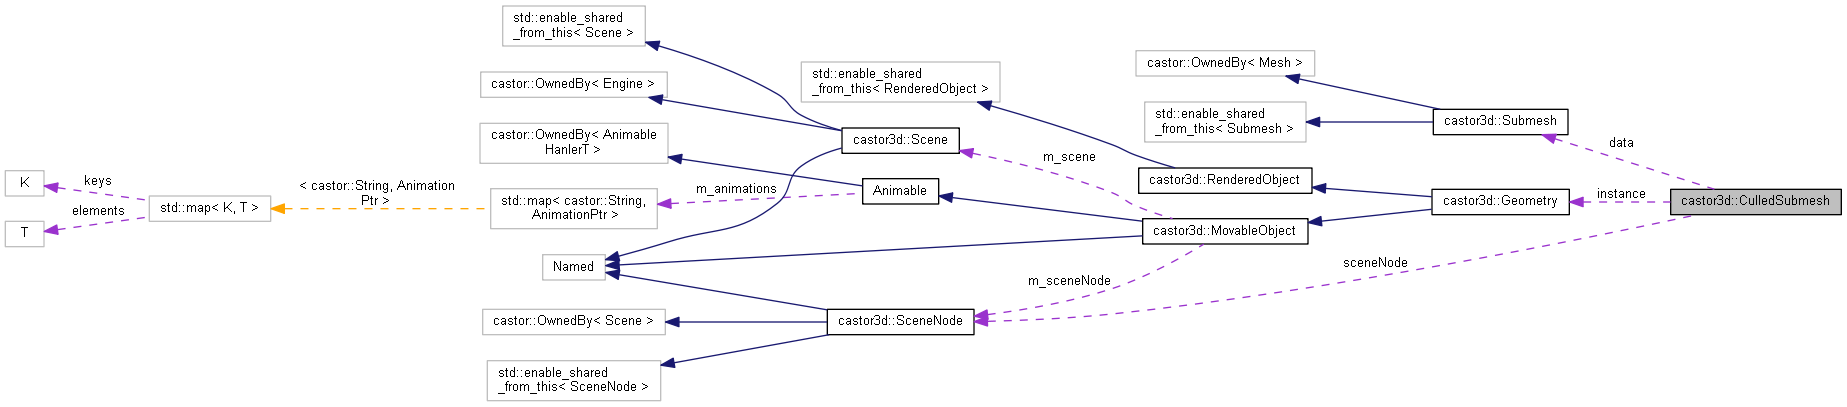 std::enable_shared
_from_this< Scene >
castor::OwnedBy< Engine >
castor::OwnedBy< Animable
HanlerT >
K
T
keys
elements
std::map< K, T >
< castor::String, Animation
Ptr >
std::map< castor::String,
AnimationPtr >
Named
castor::OwnedBy< Scene >
std::enable_shared
_from_this< SceneNode >
std::enable_shared
_from_this< RenderedObject >
castor3d::Scene
m_animations
Animable
castor3d::SceneNode
m_scene
m_sceneNode
castor::OwnedBy< Mesh >
std::enable_shared
_from_this< Submesh >
castor3d::RenderedObject
castor3d::MovableObject
castor3d::Submesh
castor3d::Geometry
data
instance
sceneNode
castor3d::CulledSubmesh